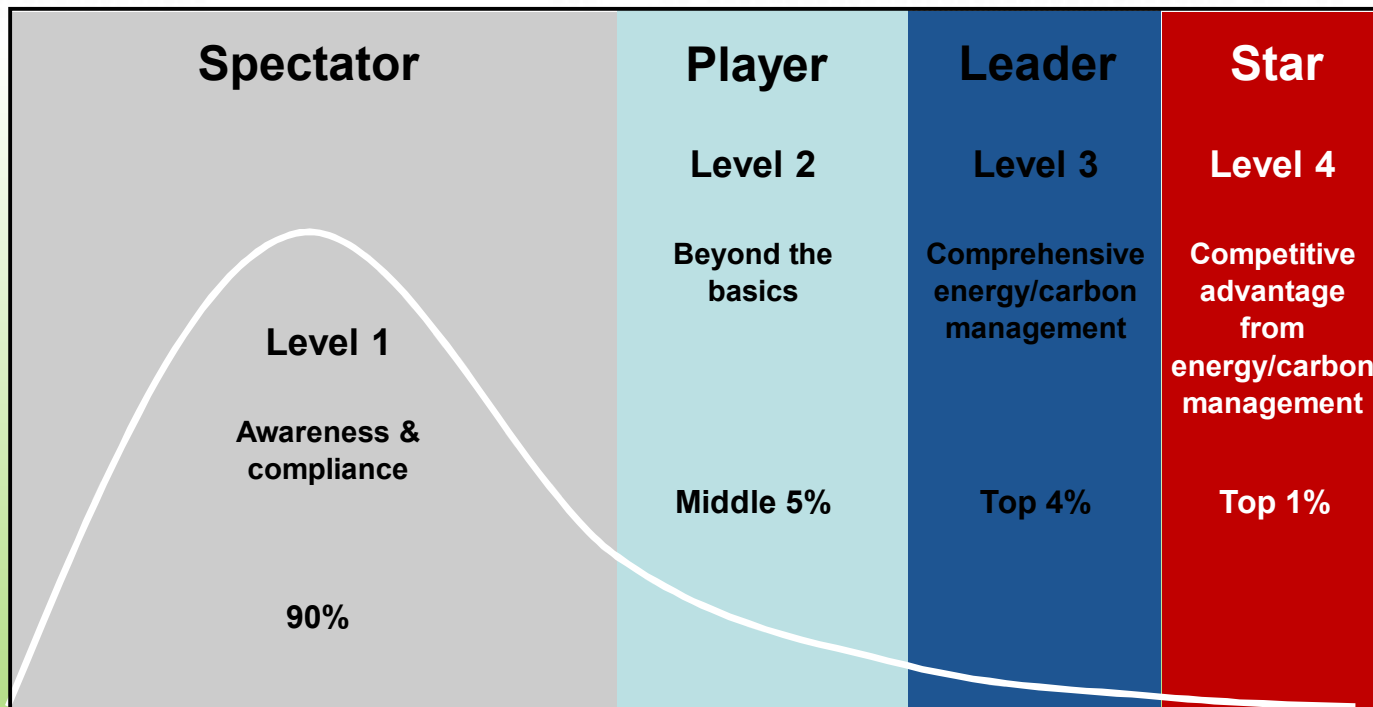 Spectator
Level 1
Awareness &
compliance
90%
Player
Level 2
Beyond the
basics
Middle 5%
Leader
Level 3
Comprehensive
energy/carbon
management
Top 4%
Star
Level 4
Competitive
advantage
from
energy/carbon
management
Top 1%